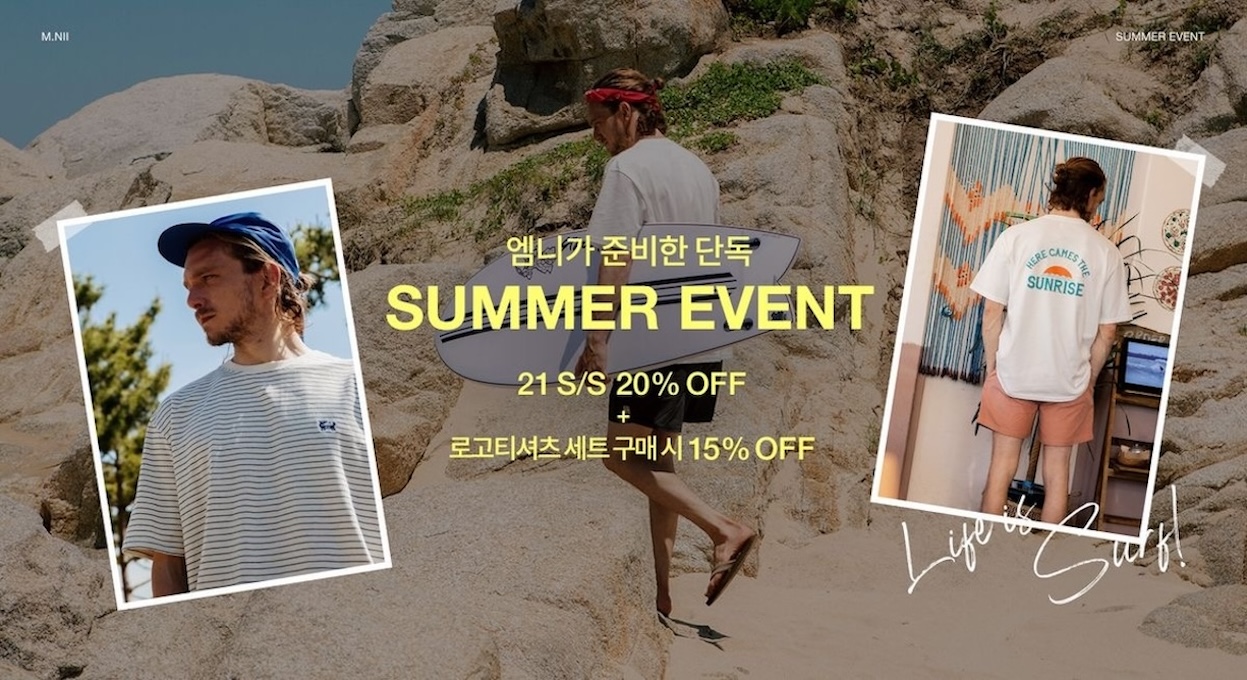 M.NII
SUMMER EVENT
엠니가 준비한 단독
SUMMER EVENT
21 S/S 20% OFF
+
로고티셔츠 세트 구매 시 15% OFF
HERE CAMES THE
SUNRISE
Life is Surf!